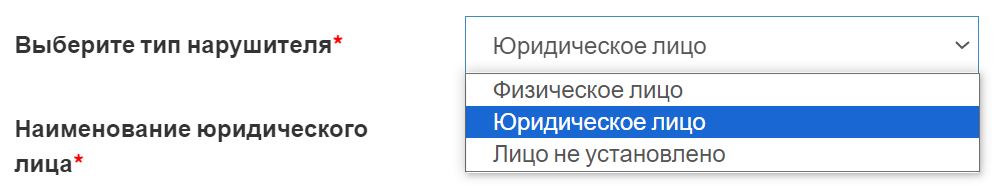 Выберите тип нарушителя*
Юридическое лицо
Физическое лицо
Юридическое лицо
Лицо не установлено
Наименование юридического
лица*